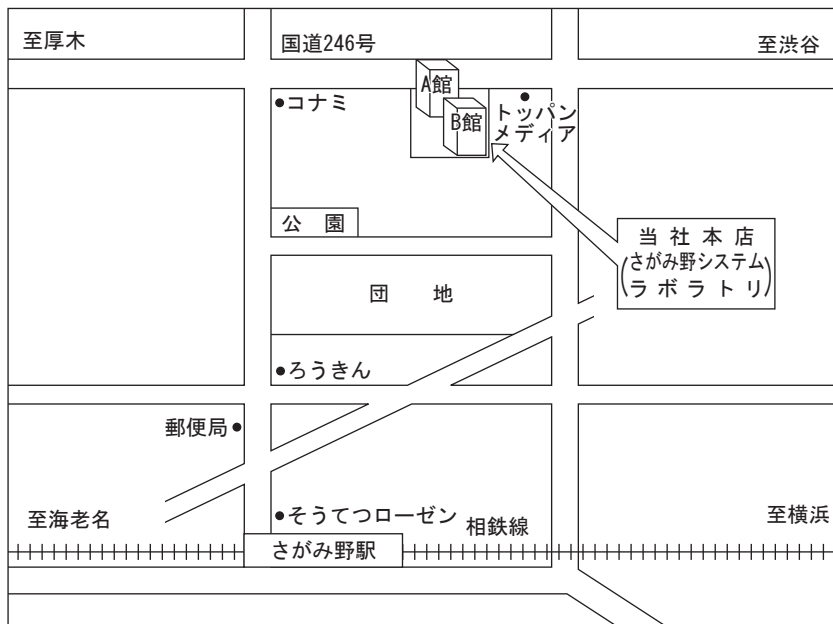 至厚木
国道246号
至渋谷
A館
B館
●コナミ
トッパン
メディア
公　園
当社本店
（さがみ野システム
ラボラトリ）
団　地
●ろうきん
郵便局●
●そうてつローゼン
至海老名
相鉄線
至横浜
さがみ野駅